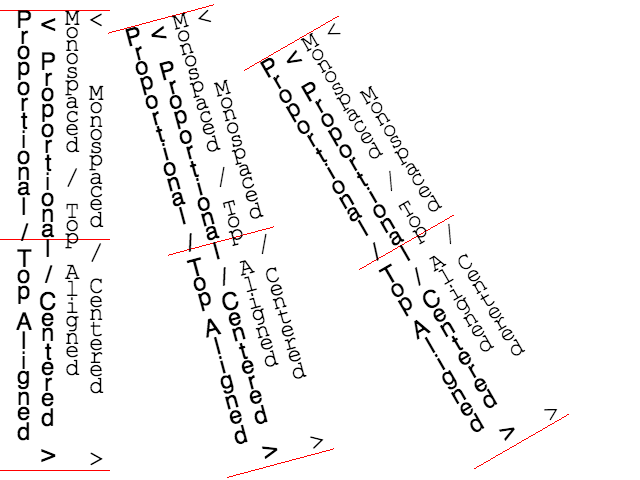 Proportional / Top Aligned
< Proportional / Centered >
Monospaced / Top Aligned
< Monospaced / Centered >
Proportional / Top Aligned
< Proportional / Centered >
Monospaced / Top Aligned
< Monospaced / Centered >
Proportional / Top Aligned
< Proportional / Centered >
Monospaced / Top Aligned
< Monospaced / Centered >